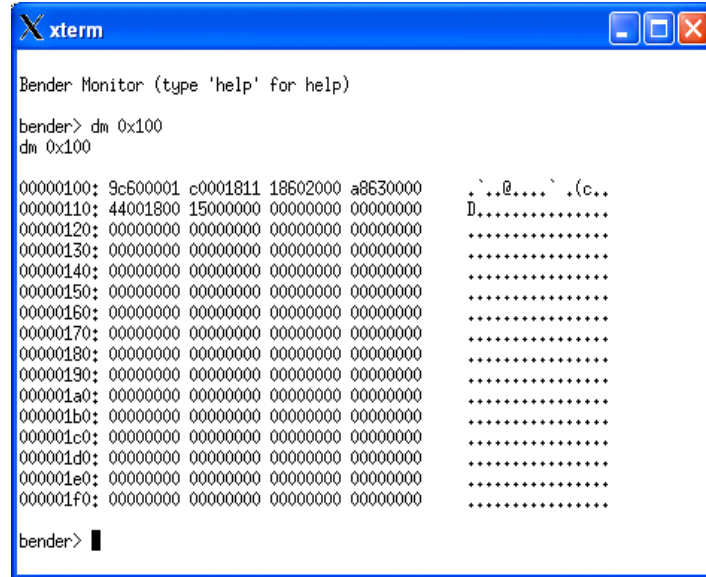 xterm
Bender Monitor (type 'help' for help)
bender> dm 0x100
dm 0x100
00000100: 9c600001 c0001811 18602000 a8630000 .`..@....` .(c..
00000110: 44001800 15000000 00000000 00000000 D...............
00000120: 00000000 00000000 00000000 00000000 ................
00000130: 00000000 00000000 00000000 00000000 ................
00000140: 00000000 00000000 00000000 00000000 ................
00000150: 00000000 00000000 00000000 00000000 ................
00000160: 00000000 00000000 00000000 00000000 ................
00000170: 00000000 00000000 00000000 00000000 ................
00000180: 00000000 00000000 00000000 00000000 ................
00000190: 00000000 00000000 00000000 00000000 ................
000001a0: 00000000 00000000 00000000 00000000 ................
000001b0: 00000000 00000000 00000000 00000000 ................
000001c0: 00000000 00000000 00000000 00000000 ................
000001d0: 00000000 00000000 00000000 00000000 ................
000001e0: 00000000 00000000 00000000 00000000 ................
000001f0: 00000000 00000000 00000000 00000000 ................
bender>